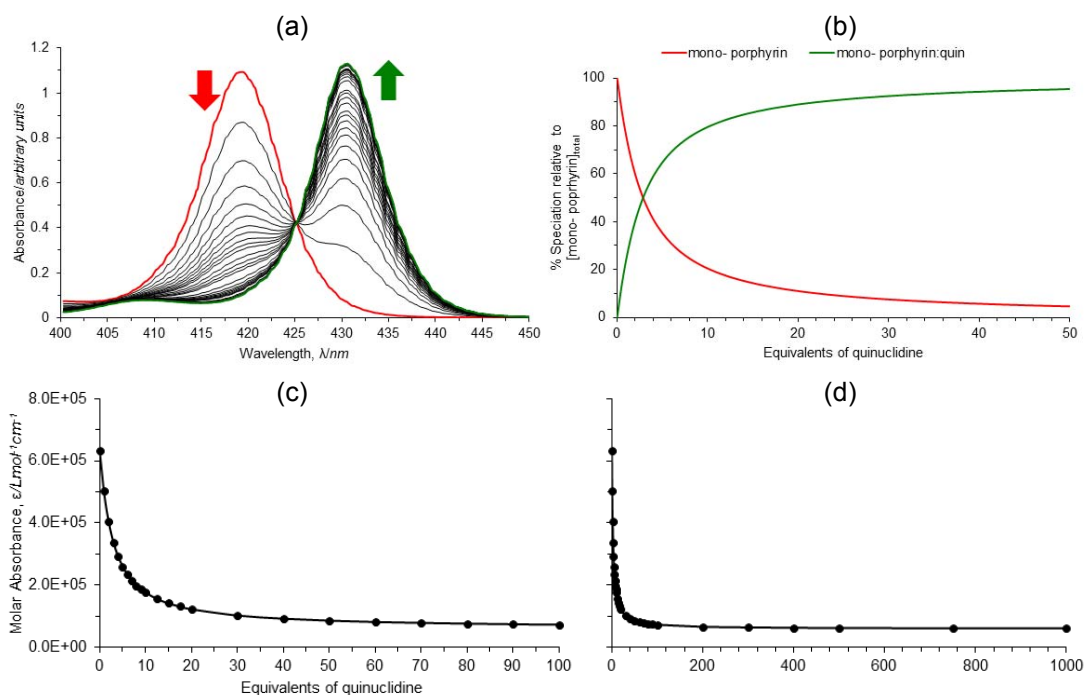 (a)
1.2
1
0.8
0.6
0.4
0.2
0
Absorbance/arbitrary units
400 405 410 415 420 425 430 435 440 445 450
Wavelength, λ/nm
(b)
mono- porphyrin mono- porphyrin:quin
100
80
60
40
20
0
% Speciation relative to
[mono- poprhyrin]total
0 10 20 30 40 50
Equivalents of quinuclidine
(c)
8.0E+05
6.0E+05
4.0E+05
2.0E+05
0.0E+00
Molar Absorbance, ε/Lmol-1cm-1
0 10 20 30 40 50 60 70 80 90 100
Equivalents of quinuclidine
(d)
0 200 400 600 800 1000
Equivalents of quinuclidine